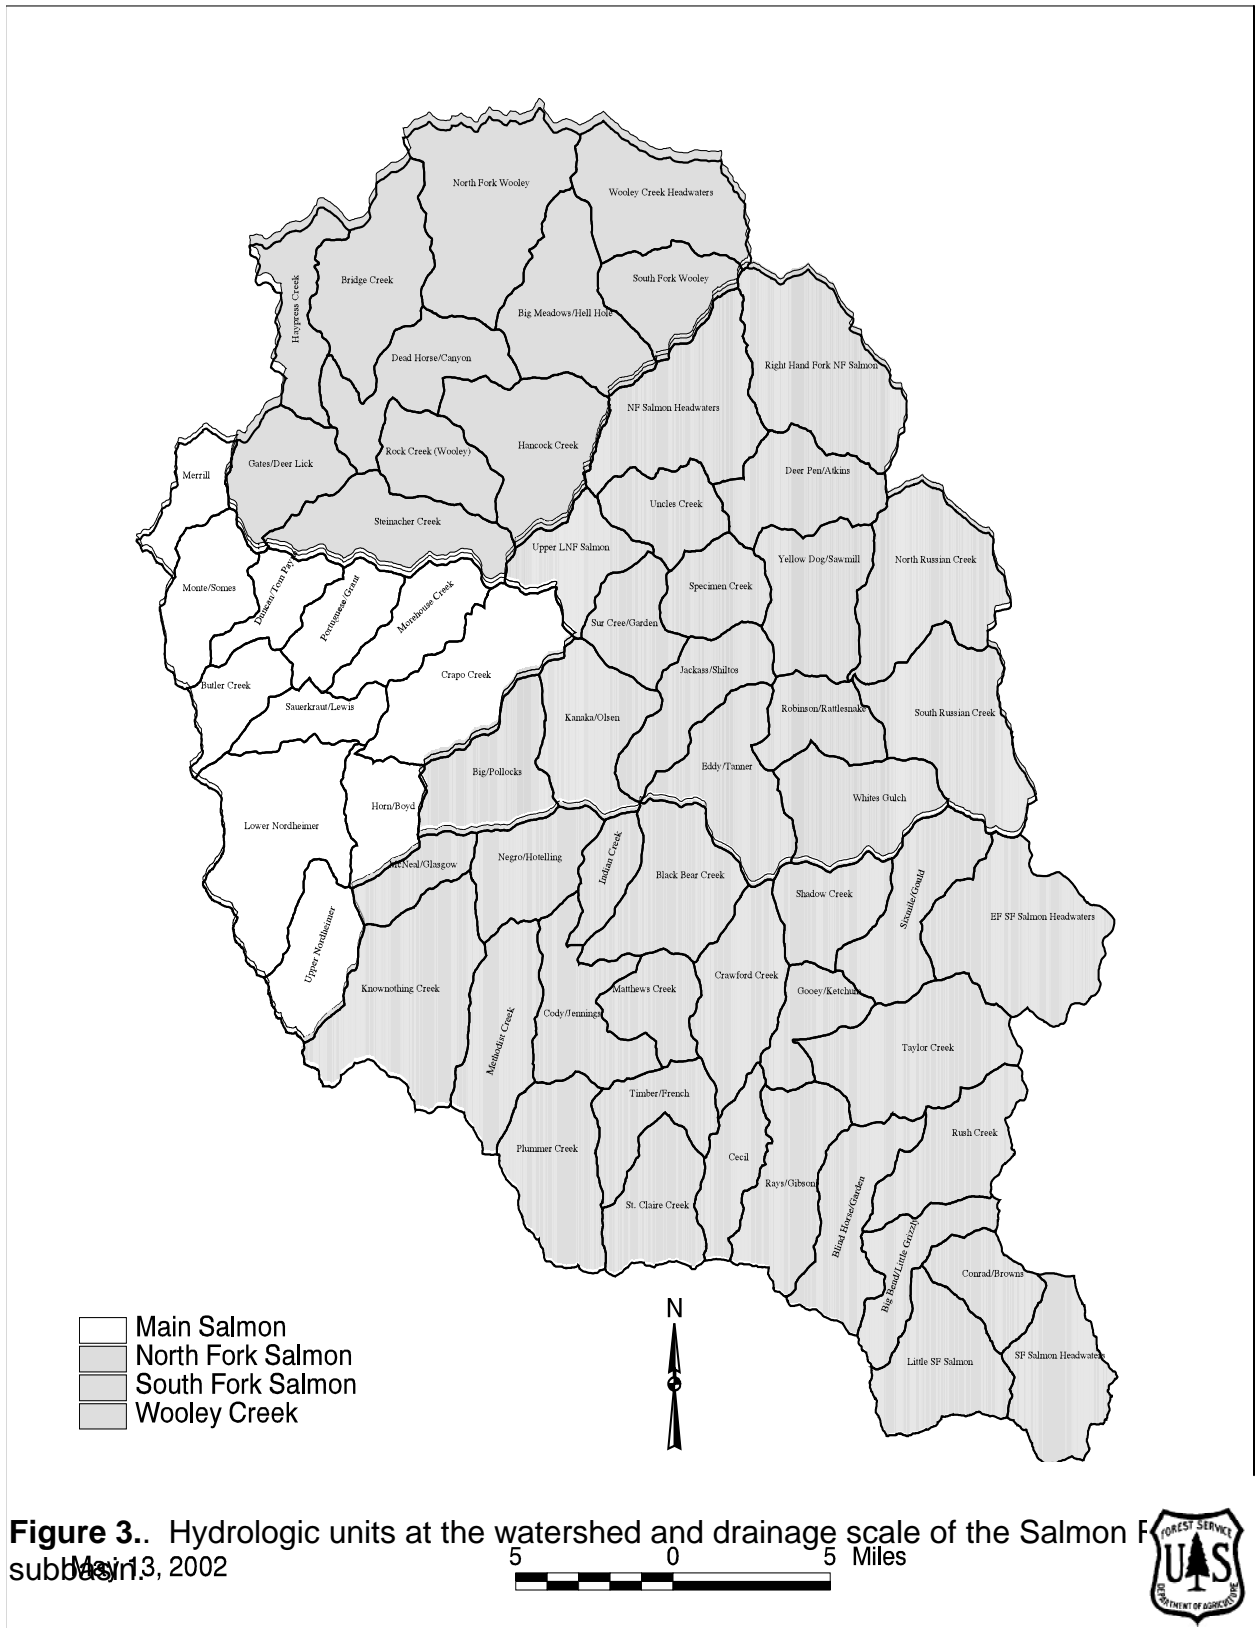 North Fork Wooley
Wooley Creek Headwaters
Haypress Creek
Bridge Creek
South Fork Wooley
Big Meadows/Hell Hole
Dead Horse/Canyon
Right Hand Fork NF Salmon
NF Salmon Headwaters
Hancock Creek
Rock Creek (Wooley)
Gates/Deer Lick
Merrill
Deer Pen/Atkins
Uncles Creek
Steinacher Creek
Upper LNF Salmon
Yellow Dog/Sawmill
North Russian Creek
Monte/Somes
Duncan/Tom Pay
Portuguese/Grant
Morehouse Creek
Specimen Creek
Sur Cree/Garden
Jackass/Shiltos
Crapo Creek
Butler Creek
Sauerkraut/Lewis
Kanaka/Olsen
Robinson/Rattlesnake
South Russian Creek
Big/Pollocks
Eddy/Tanner
Whites Gulch
Horn/Boyd
Lower Nordheimer
McNeal/Glasgow
Negro/Hotelling
Indian Creek
Black Bear Creek
Shadow Creek
Sixmile/Gould
EF SF Salmon Headwaters
Upper Nordheimer
Knownothing Creek
Methodist Creek
Cody/Jennings
Matthews Creek
Crawford Creek
Gooey/Ketchum
Taylor Creek
Timber/French
Plummer Creek
St. Claire Creek
Cecil
Rays/Gibson
Blind Horse/Garden
Rush Creek
Big Bend/Little Grizzly
Conrad/Browns
Little SF Salmon
SF Salmon Headwaters
Main Salmon
North Fork Salmon
South Fork Salmon
Wooley Creek
N
Figure 3.. Hydrologic units at the watershed and drainage scale of the Salmon
subbasin.
May 13, 2002
5 0 5 Miles
FOREST SERVICE
U S
DEPARTMENT OF AGRICULTURE